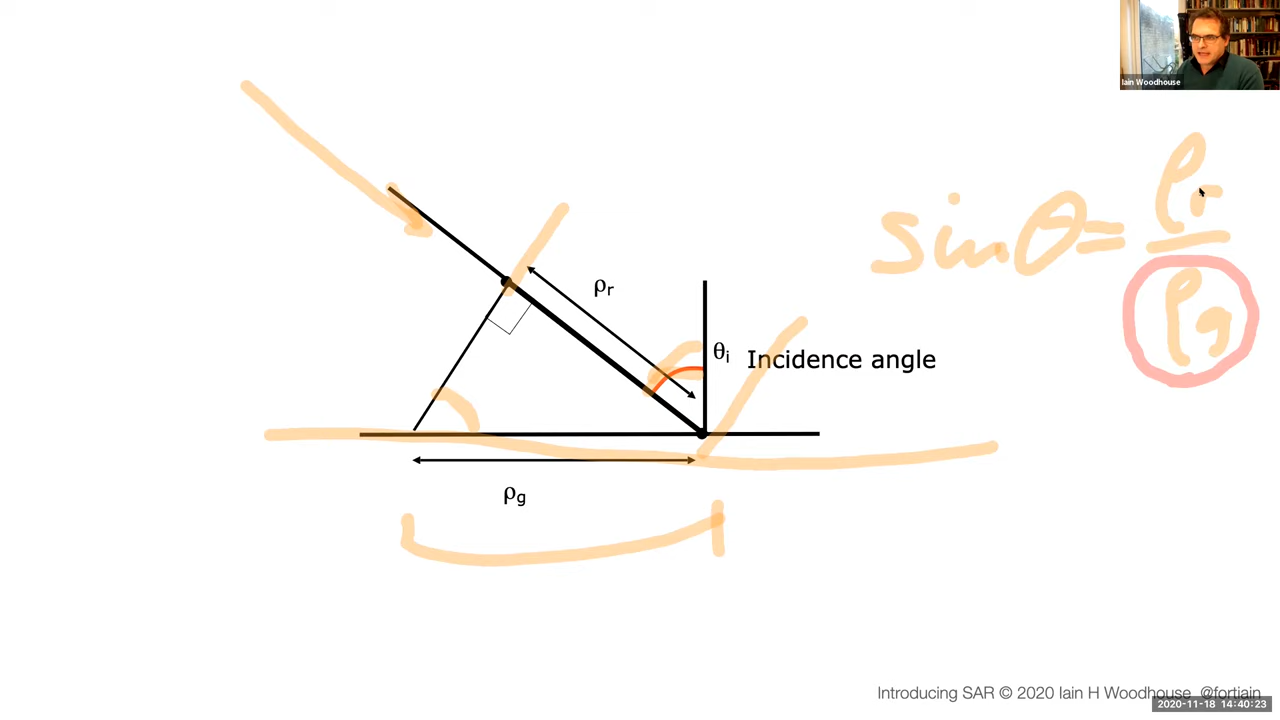 Iain Woodhouse
sinθ = ρr/ρg
ρr
θi Incidence angle
ρg
Introducing SAR © 2020 Iain H Woodhouse @fortiain
2020-11-18 14:40:23